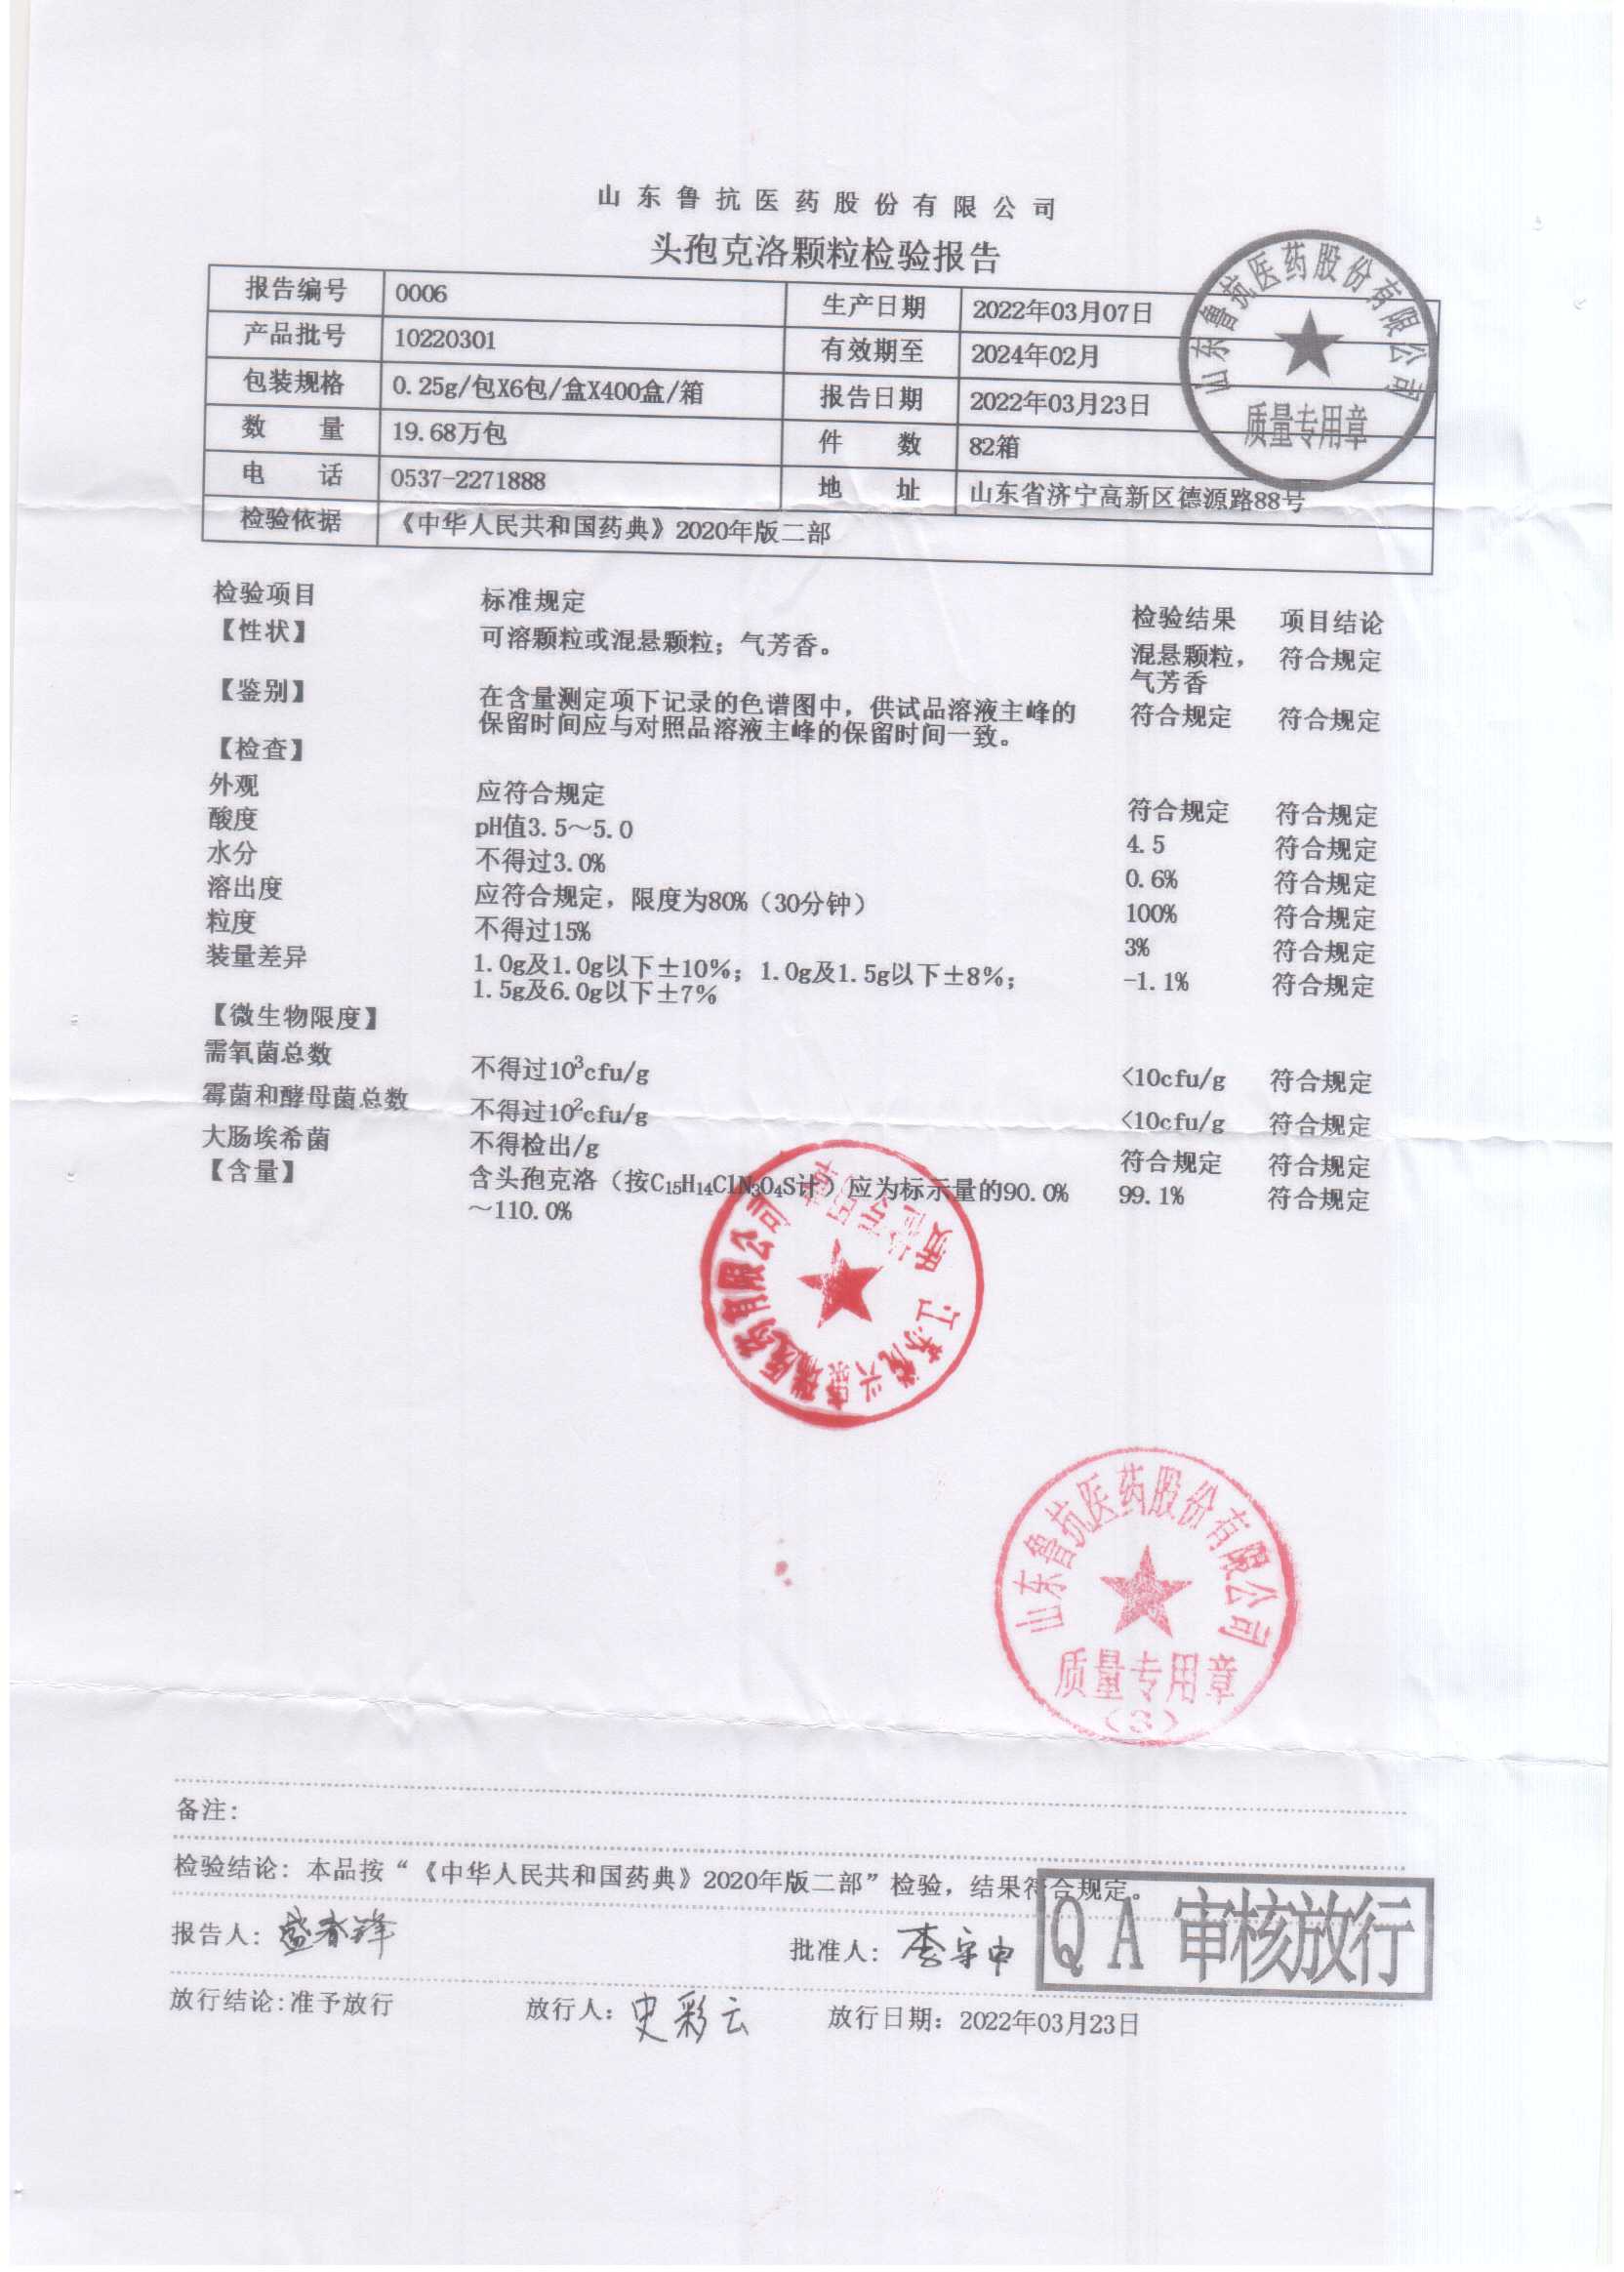 山东鲁抗医药股份有限公司
头孢克洛颗粒检验报告
报告编号 0006 生产日期 2022年03月07日
产品批号 10220301 有效期至 2024年02月
包装规格 0.25g/包X6包/盒X400盒/箱 报告日期 2022年03月23日
数 量 19.68万包 件 数 82箱
电 话 0537-2271888 地 址 山东省济宁高新区德源路88号
检验依据 《中华人民共和国药典》2020年版二部
山东鲁抗医药股份有限公司
质量专用章
检验项目 标准规定 检验结果 项目结论
【性状】 可溶颗粒或混悬颗粒；气芳香。 混悬颗粒， 符合规定
气芳香
【鉴别】 在含量测定项下记录的色谱图中，供试品溶液主峰的 符合规定 符合规定
保留时间应与对照品溶液主峰的保留时间一致。
【检查】
外观 应符合规定 符合规定 符合规定
酸度 pH值3.5～5.0 4.5 符合规定
水分 不得过3.0% 0.6% 符合规定
溶出度 应符合规定，限度为80%（30分钟） 100% 符合规定
粒度 不得过15% 3% 符合规定
装量差异 1.0g及1.0g以下±10%；1.0g及1.5g以下±8%； -1.1% 符合规定
1.5g及6.0g以下±7%
【微生物限度】
需氧菌总数 不得过10³cfu/g <10cfu/g 符合规定
霉菌和酵母菌总数 不得过10²cfu/g <10cfu/g 符合规定
大肠埃希菌 不得检出/g 符合规定 符合规定
【含量】 含头孢克洛（按C₁₅H₁₄ClN₃O₄S计）应为标示量的90.0% 99.1% 符合规定
～110.0%
山东鲁抗医药股份有限公司
质量专用章
（3）
备注：
检验结论：本品按“《中华人民共和国药典》2020年版二部”检验，结果符合规定。
报告人：盛春锋 批准人：李守申
QA 审核放行
放行结论:准予放行 放行人：史彩云 放行日期：2022年03月23日